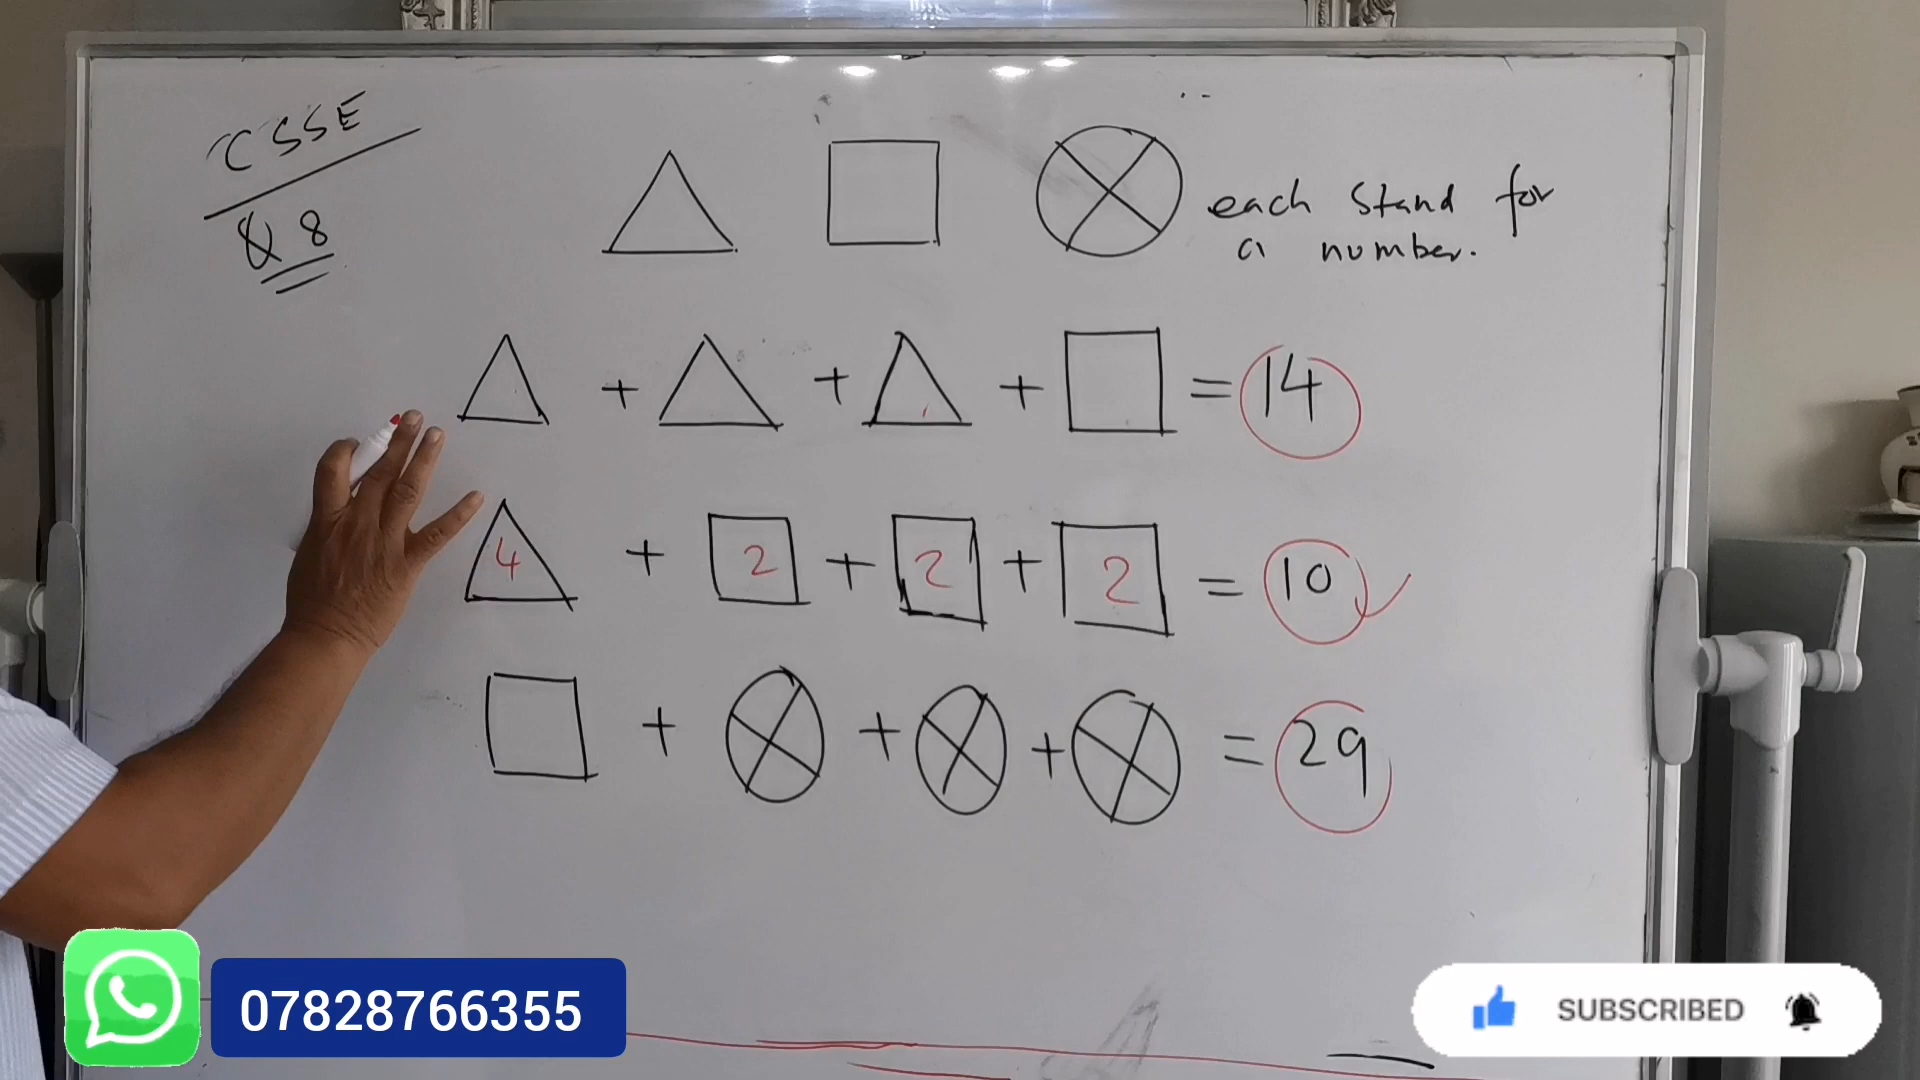 CSSE
Q 8
each stand for
a number.
+ + + = 14
4 + 2 + 2 + 2 = 10
+ + + = 29
07828766355
SUBSCRIBED